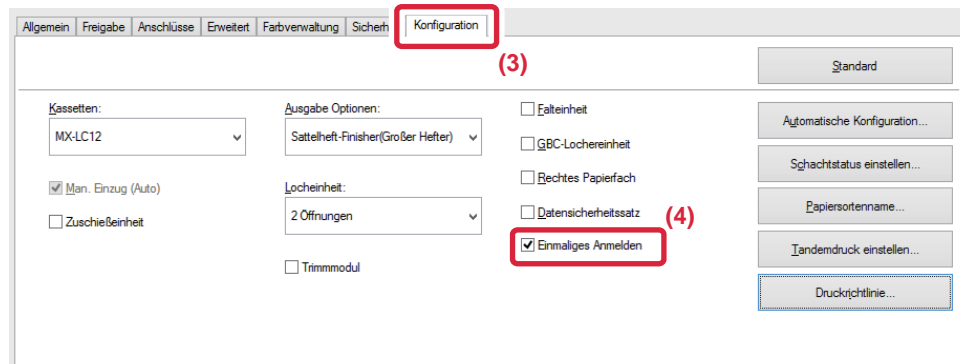 Allgemein Freigabe Anschlüsse Erweitert Farbverwaltung Sicherh Konfiguration
(3)
Standard
Kassetten: Ausgabe Optionen: Falteinheit
MX-LC12 Sattelheft-Finisher(Großer Hefter) Automatische Konfiguration...
GBC-Lochereinheit
Schachtstatus einstellen...
Man. Einzug (Auto) Locheinheit: Rechtes Papierfach
Papiersortenname...
Zuschießeinheit 2 Öffnungen Datensicherheitssatz (4)
Einmaliges Anmelden Tandemdruck einstellen...
Trimmmodul
Druckrichtlinie...